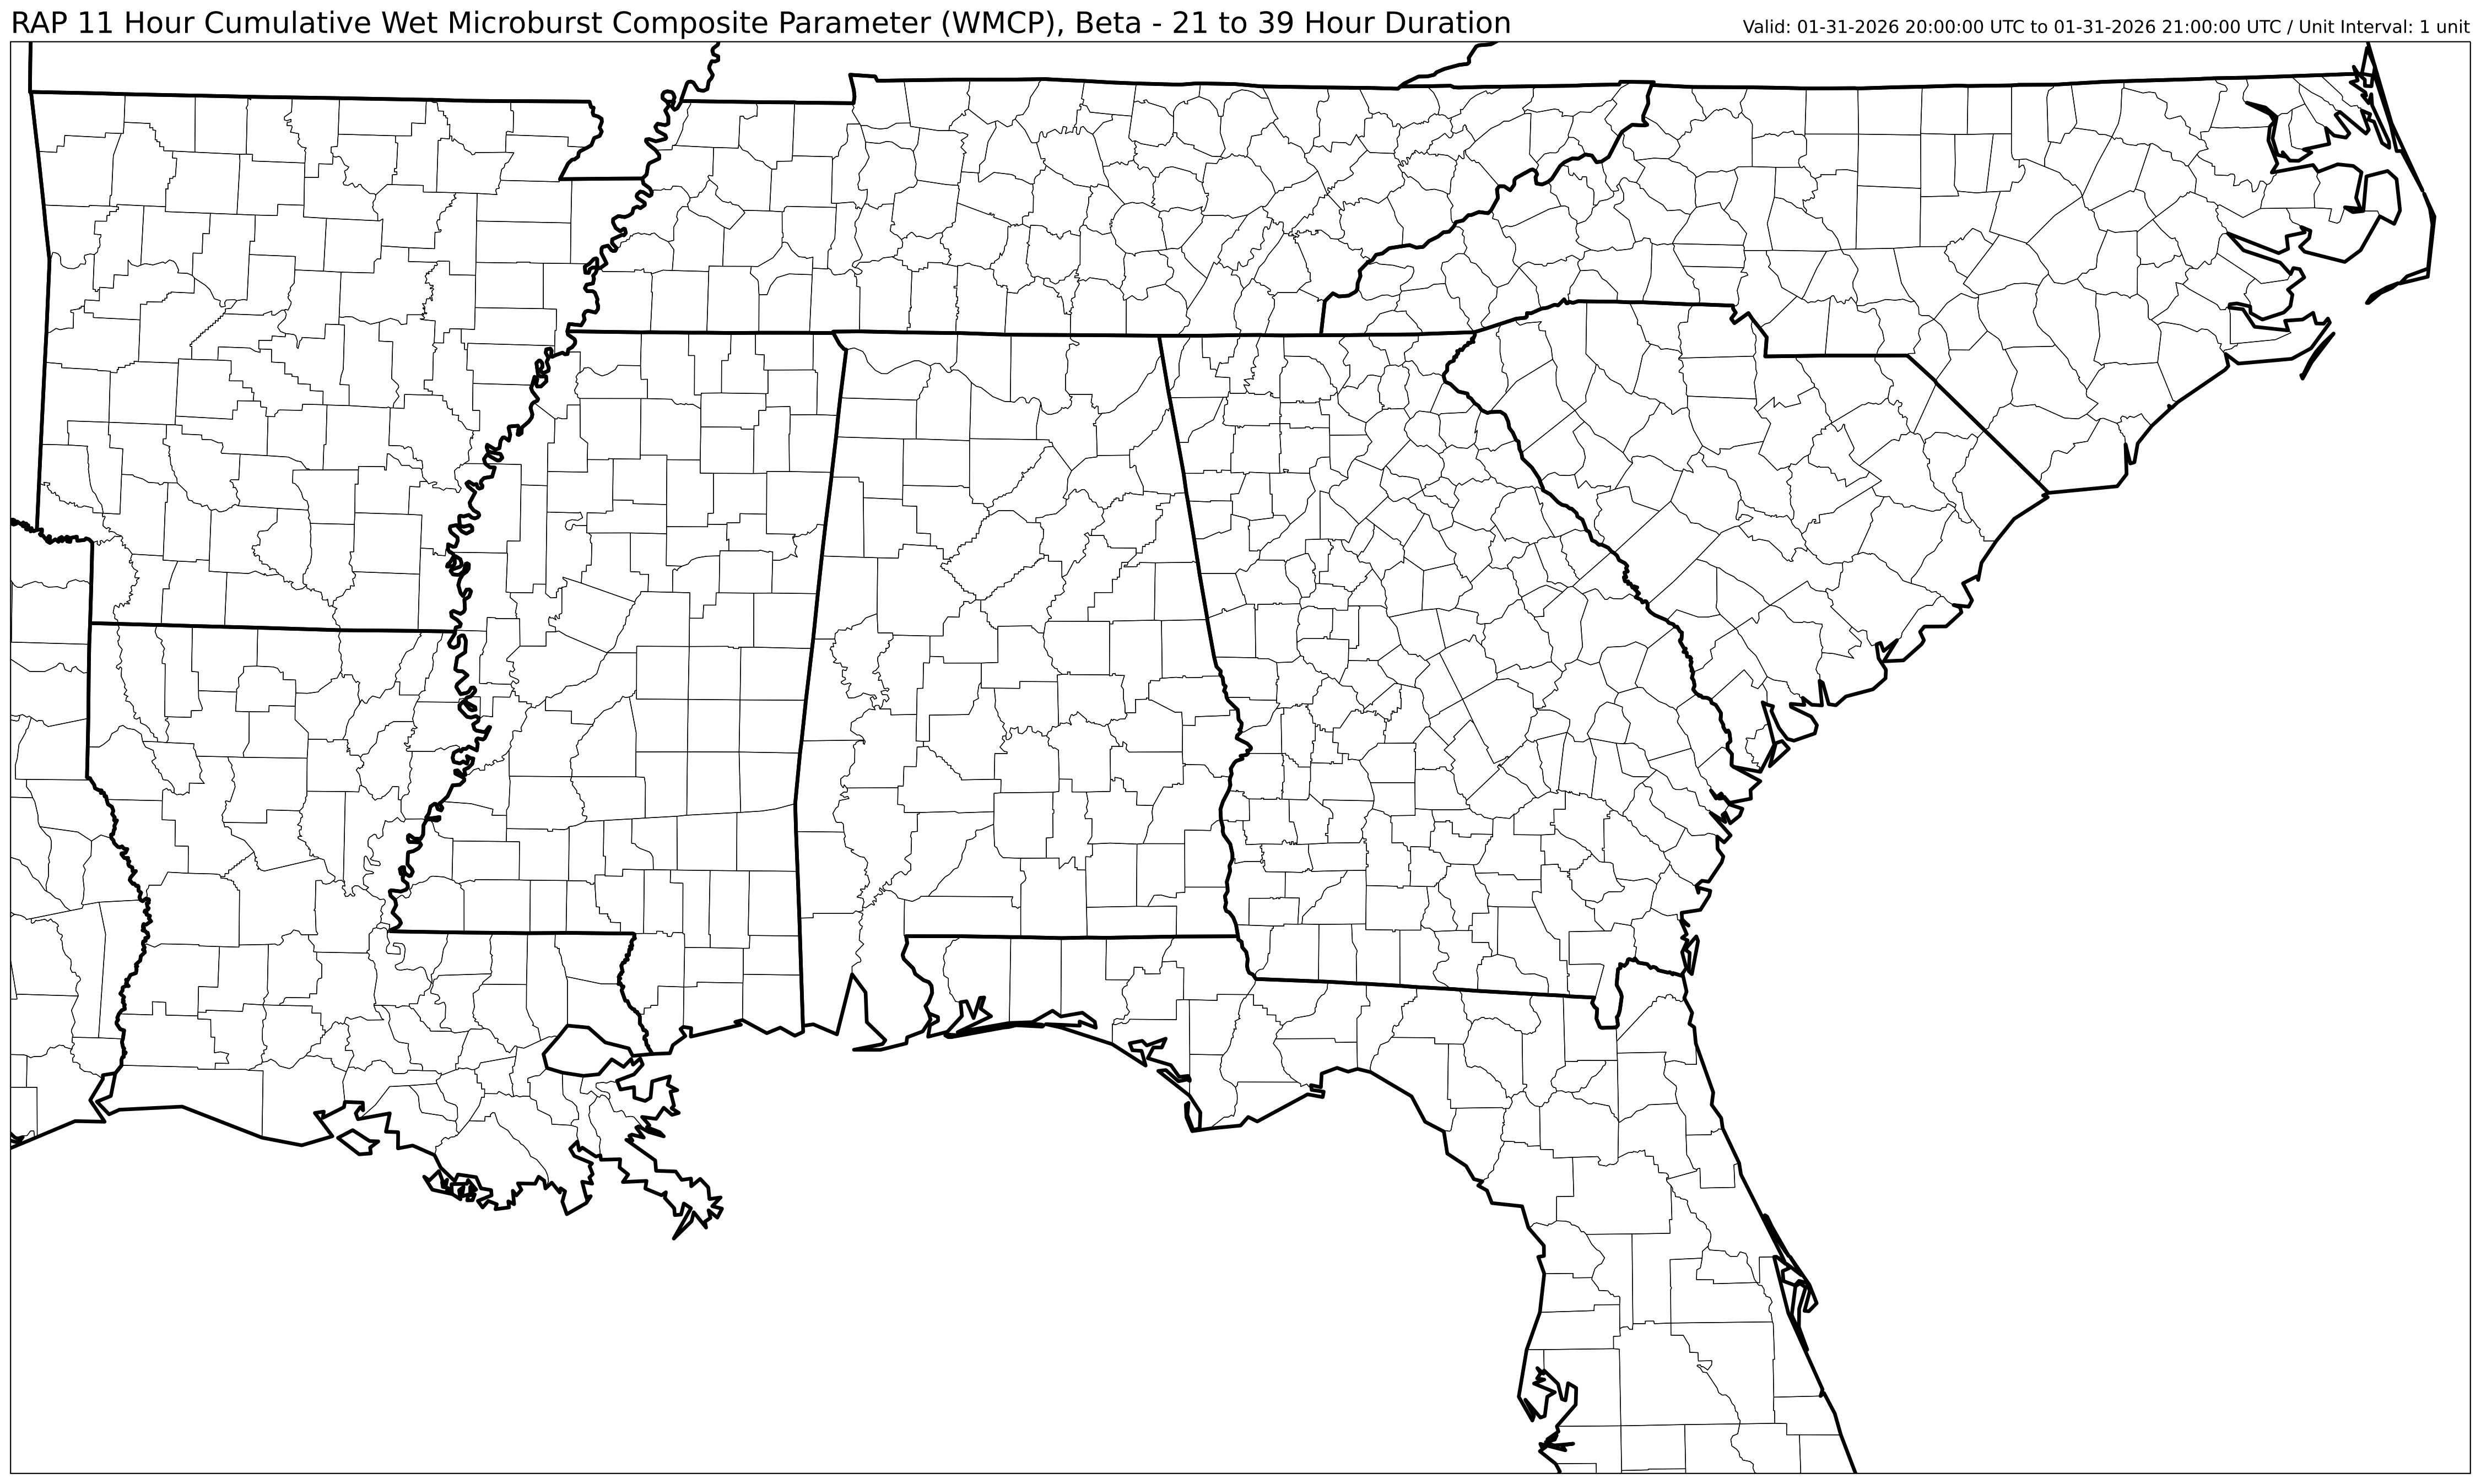 RAP 11 Hour Cumulative Wet Microburst Composite Parameter (WMCP), Beta - 21 to 39 Hour Duration
Valid: 01-31-2026 20:00:00 UTC to 01-31-2026 21:00:00 UTC / Unit Interval: 1 unit